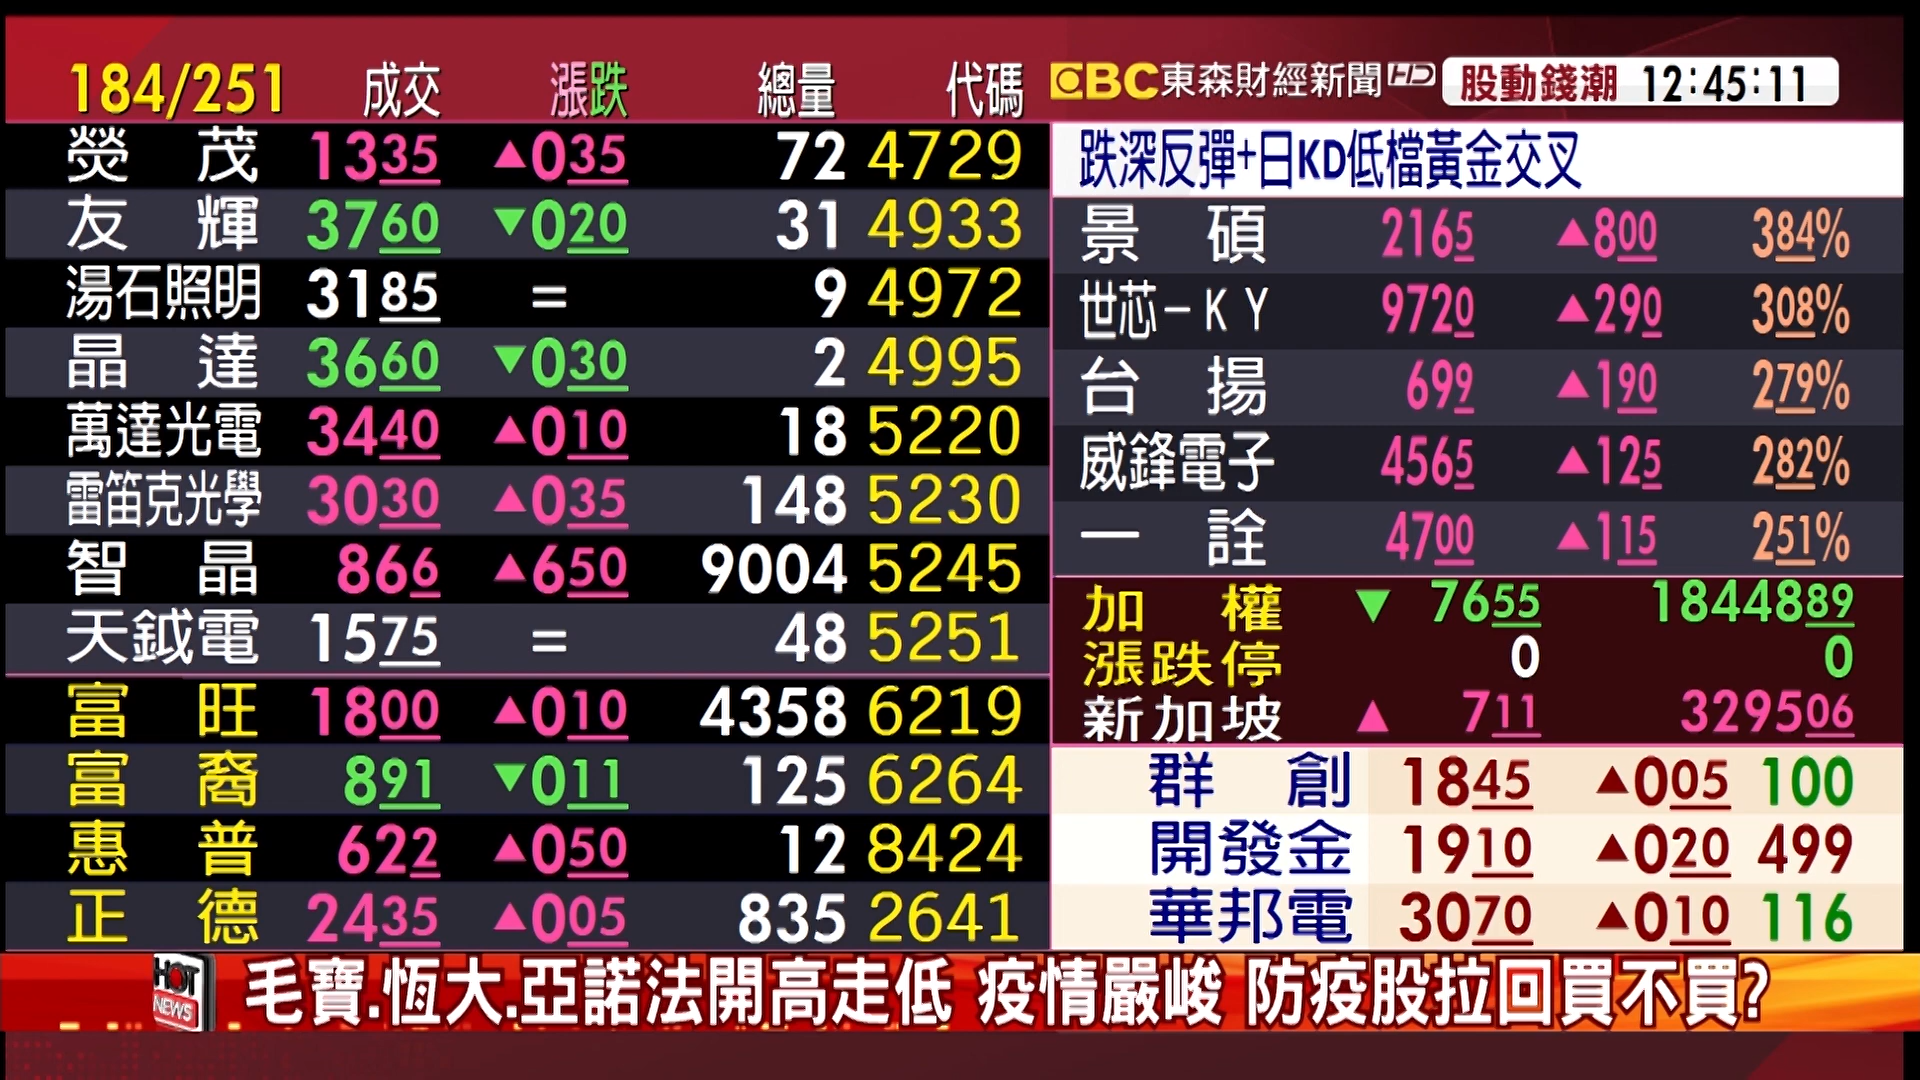 184/251 成交 漲跌 總量 代碼
熒茂 1335 ▲035 72 4729
友輝 3760 ▼020 31 4933
湯石照明 3185 = 9 4972
晶達 3660 ▼030 2 4995
萬達光電 3440 ▲010 18 5220
雷笛克光學 3030 ▲035 148 5230
智晶 866 ▲650 9004 5245
天鉞電 1575 = 48 5251
富旺 1800 ▲010 4358 6219
富裔 891 ▼011 125 6264
惠普 622 ▲050 12 8424
正德 2435 ▲005 835 2641
EBC東森財經新聞HD 股動錢潮 12:45:11
跌深反彈+日KD低檔黃金交叉
景碩 2165 ▲800 384%
世芯-KY 9720 ▲290 308%
台揚 699 ▲190 279%
威鋒電子 4565 ▲125 282%
一詮 4700 ▲115 251%
加權 ▼ 7655 1844889
漲跌停 0 0
新加坡 ▲ 711 329506
群創 1845 ▲005 100
開發金 1910 ▲020 499
華邦電 3070 ▲010 116
HOT NEWS 毛寶.恆大.亞諾法開高走低 疫情嚴峻 防疫股拉回買不買?